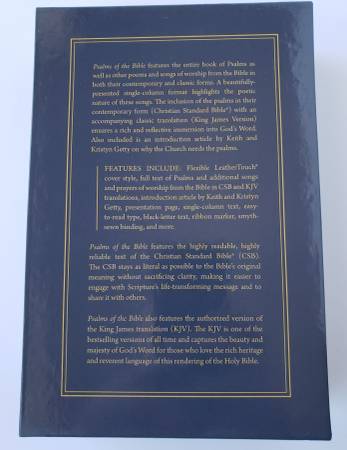 Psalms of the Bible features the entire book of Psalms as
well as other poems and songs of worship from the Bible in
both their contemporary and classic forms. A beautifully-
presented single-column format highlights the poetic
nature of these songs. The inclusion of the psalms in their
contemporary form (Christian Standard Bible®) with an
accompanying classic translation (King James Version)
ensures a rich and reflective immersion into God's Word.
Also included is an introduction article by Keith and
Kristyn Getty on why the Church needs the psalms.
FEATURES INCLUDE: Flexible LeatherTouch®
cover style, full text of Psalms and additional songs
and prayers of worship from the Bible in CSB and KJV
translations, introduction article by Keith and Kristyn
Getty, presentation page, single-column text, easy-
to-read type, black-letter text, ribbon marker, smyth-
sewn binding, and more.
Psalms of the Bible features the highly readable, highly
reliable text of the Christian Standard Bible® (CSB).
The CSB stays as literal as possible to the Bible's original
meaning without sacrificing clarity, making it easier to
engage with Scripture's life-transforming message and to
share it with others.
Psalms of the Bible also features the authorized version of
the King James translation (KJV). The KJV is one of the
bestselling versions of all time and captures the beauty and
majesty of God's Word for those who love the rich heritage
and reverent language of this rendering of the Holy Bible.